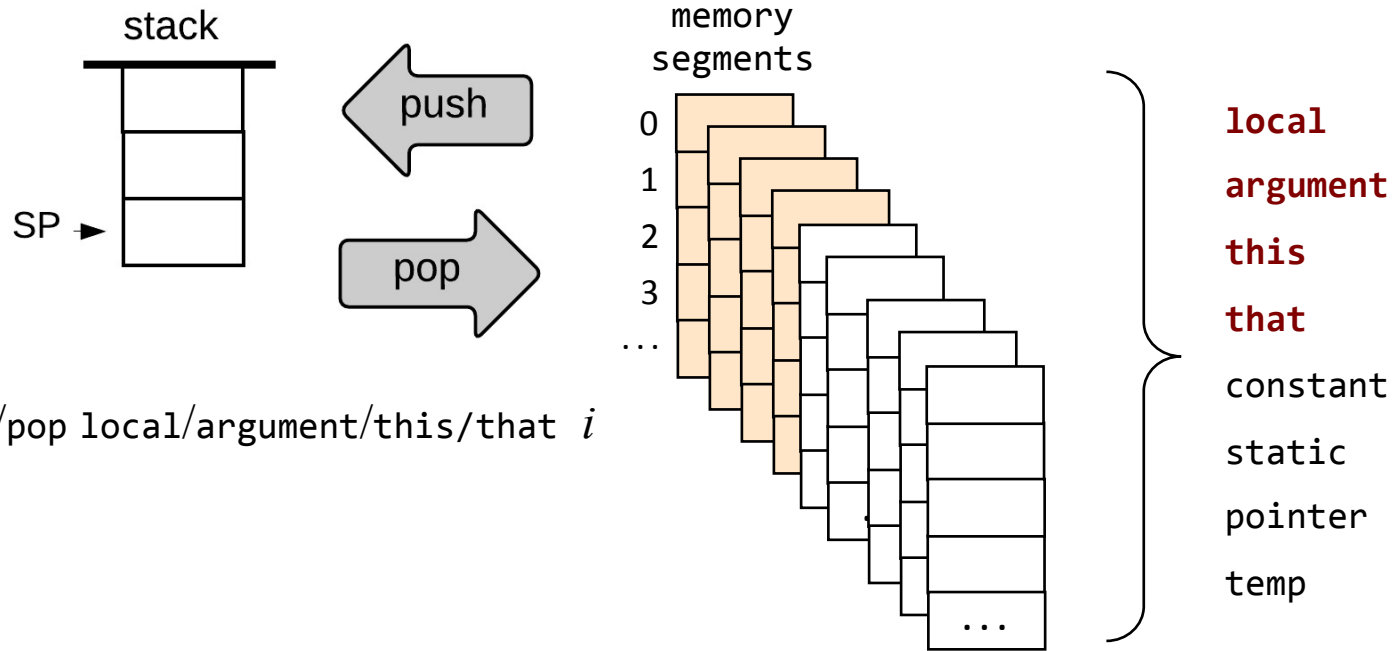 stack
push
pop
SP
memory
segments
0
1
2
3
...
...
local
argument
this
that
constant
static
pointer
temp
/pop local/argument/this/that i